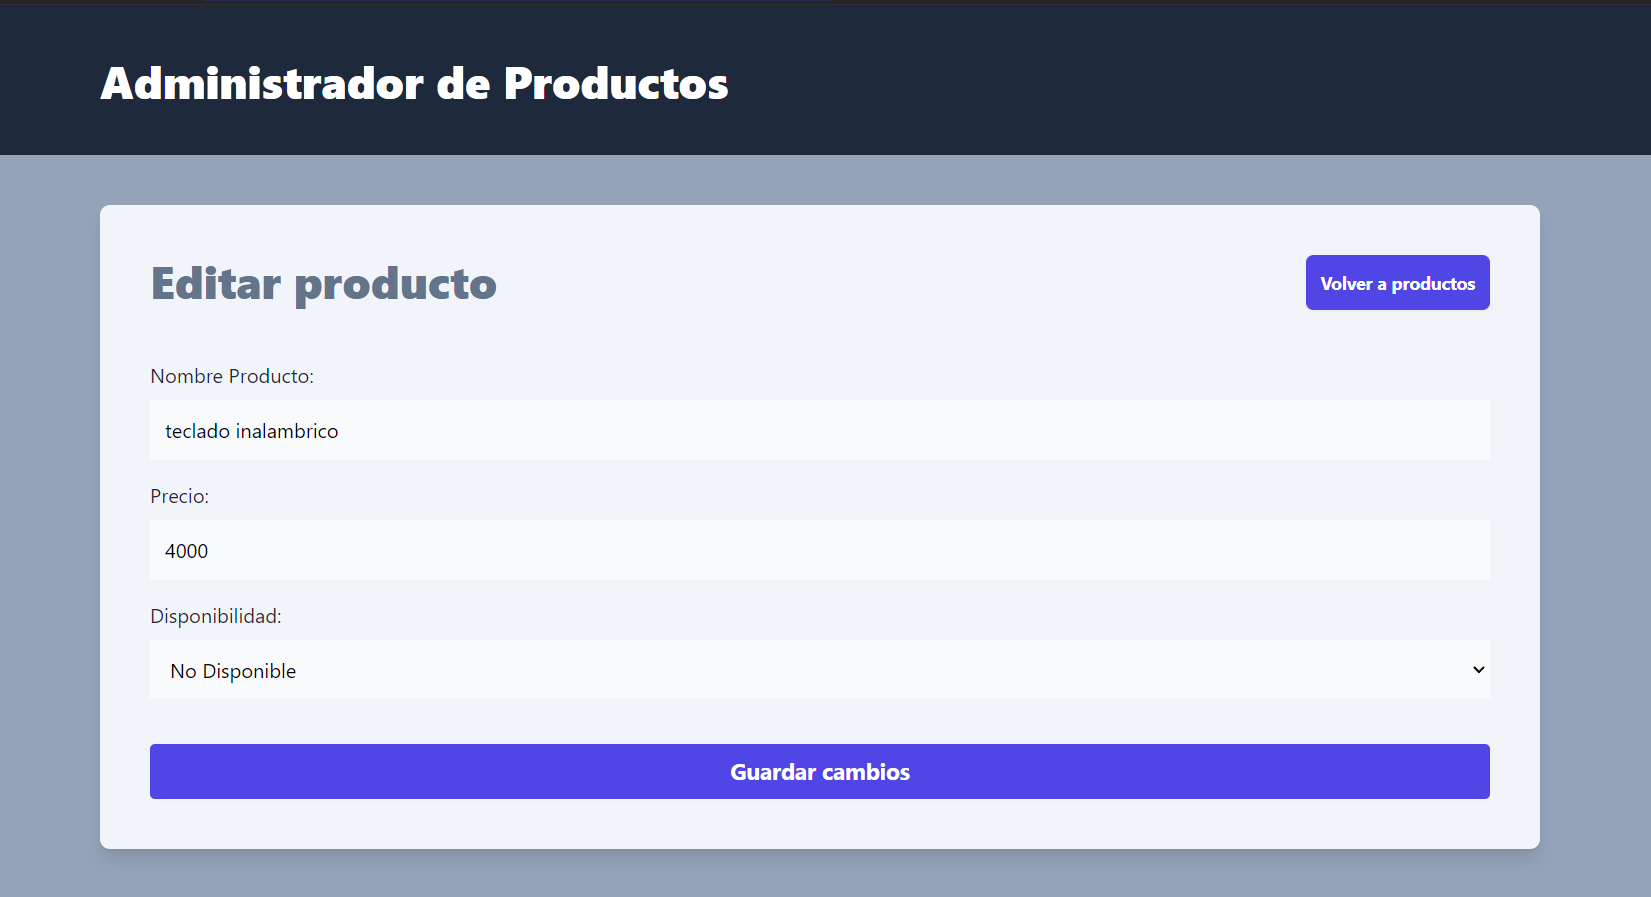 Administrador de Productos
Editar producto
Volver a productos
Nombre Producto:
teclado inalambrico
Precio:
4000
Disponibilidad:
No Disponible
Guardar cambios